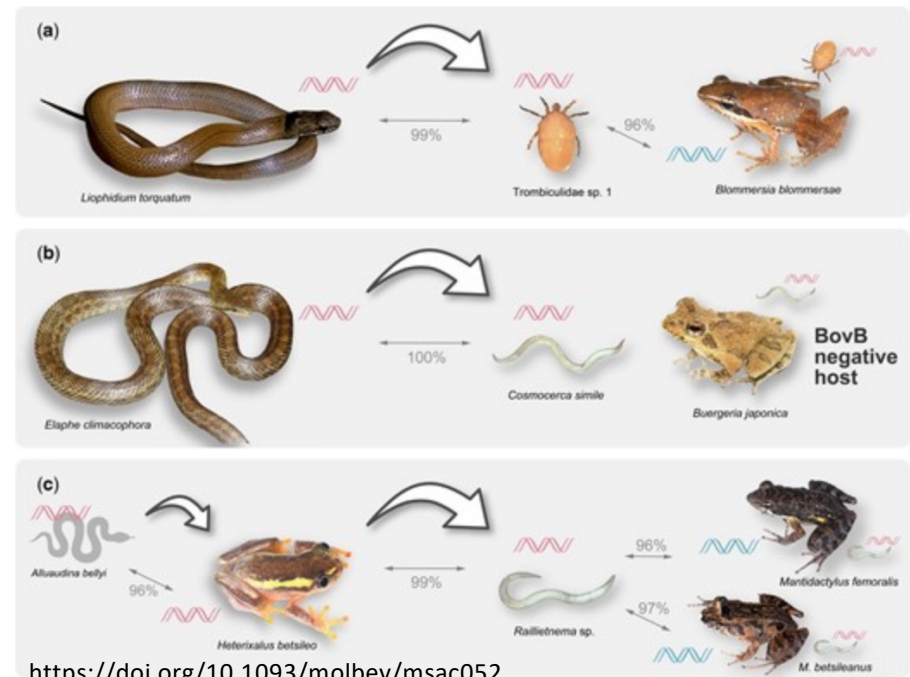 (a)
99%
96%
Liophidium torquatum
Trombiculidae sp. 1
Blommersia blommersae
(b)
100%
BovB
negative
host
Elaphe climacophora
Cosmocerca simile
Buergeria japonica
(c)
Alluaudina bellyi
96%
Heterixalus betsileo
99%
Raillietnema sp.
96%
97%
Mantidactylus femoralis
M. betsileanus
https://doi.org/10.1093/molbev/msac052